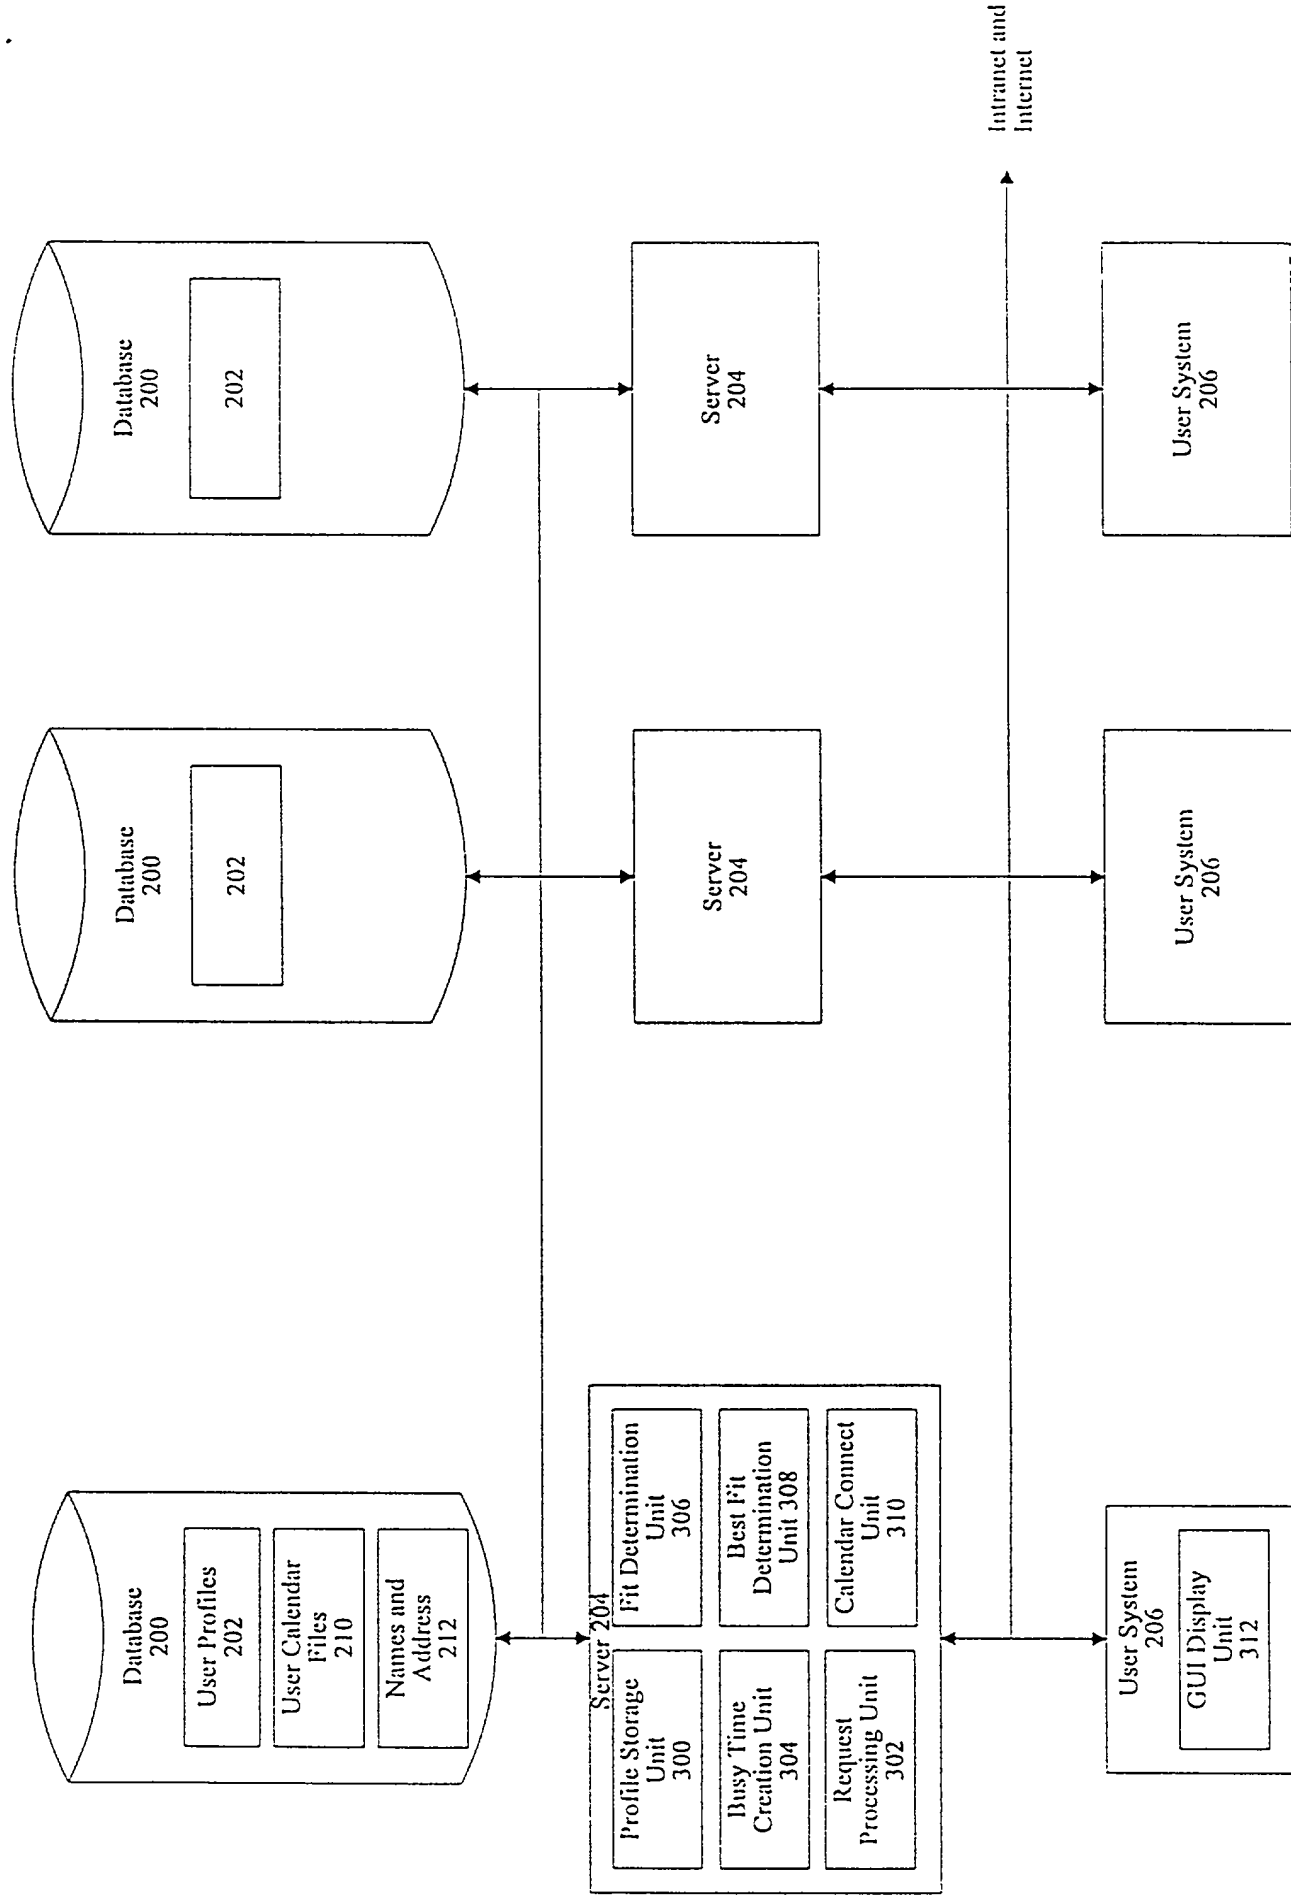 Database
200
User Profiles
202
User Calendar
Files
210
Names and
Address
212
Server 204
Profile Storage
Unit
300
Fit Determination
Unit
306
Busy Time
Creation Unit
304
Best Fit
Determination
Unit 308
Request
Processing Unit
302
Calendar Connect
Unit
310
User System
206
GUI Display
Unit
312
Database
200
202
Server
204
User System
206
Database
200
202
Server
204
User System
206
Intranet and
Internet